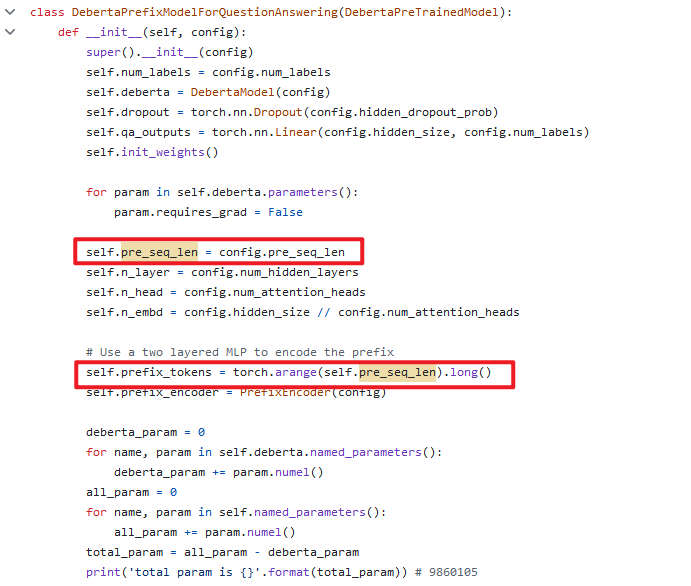 class DebertaPrefixModelForQuestionAnswering(DebertaPreTrainedModel):
    def __init__(self, config):
        super().__init__(config)
        self.num_labels = config.num_labels
        self.deberta = DebertaModel(config)
        self.dropout = torch.nn.Dropout(config.hidden_dropout_prob)
        self.qa_outputs = torch.nn.Linear(config.hidden_size, config.num_labels)
        self.init_weights()

        for param in self.deberta.parameters():
            param.requires_grad = False

        self.pre_seq_len = config.pre_seq_len
        self.n_layer = config.num_hidden_layers
        self.n_head = config.num_attention_heads
        self.n_embd = config.hidden_size // config.num_attention_heads

        # Use a two layered MLP to encode the prefix
        self.prefix_tokens = torch.arange(self.pre_seq_len).long()
        self.prefix_encoder = PrefixEncoder(config)

        deberta_param = 0
        for name, param in self.deberta.named_parameters():
            deberta_param += param.numel()
        all_param = 0
        for name, param in self.named_parameters():
            all_param += param.numel()
        total_param = all_param - deberta_param
        print('total param is {}'.format(total_param)) # 9860105